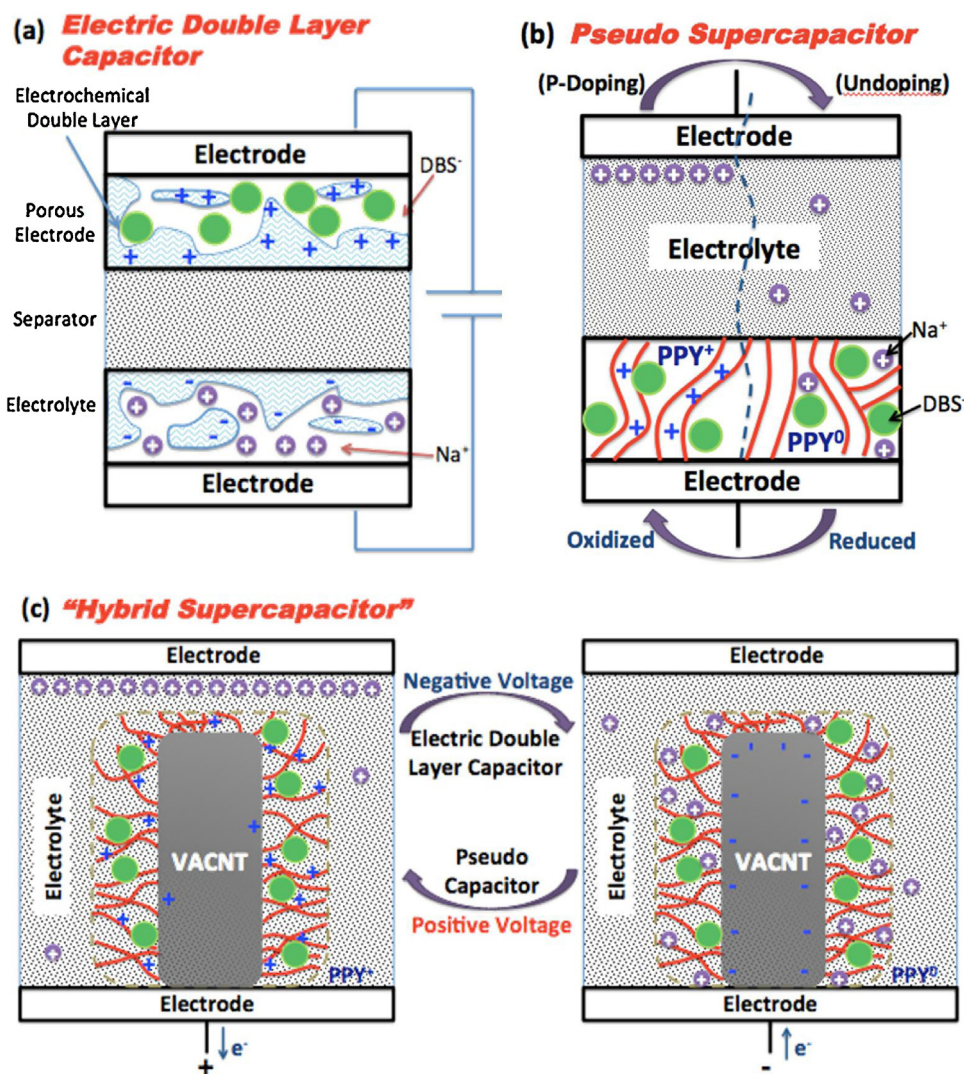 (a) Electric Double Layer
Capacitor
Electrochemical
Double Layer
Electrode
DBS⁻
Porous
Electrode
Separator
Electrolyte
Na⁺
Electrode
(b) Pseudo Supercapacitor
(P-Doping)
(Undoping)
Electrode
Electrolyte
PPY⁺
Na⁺
DBS⁻
PPY⁰
Electrode
Oxidized
Reduced
(c) “Hybrid Supercapacitor”
Electrode
Electrolyte
VACNT
PPY⁺
Electrode
e⁻
+
Negative Voltage
Electric Double
Layer Capacitor
Pseudo
Capacitor
Positive Voltage
Electrode
Electrolyte
VACNT
PPY⁰
Electrode
e⁻
-